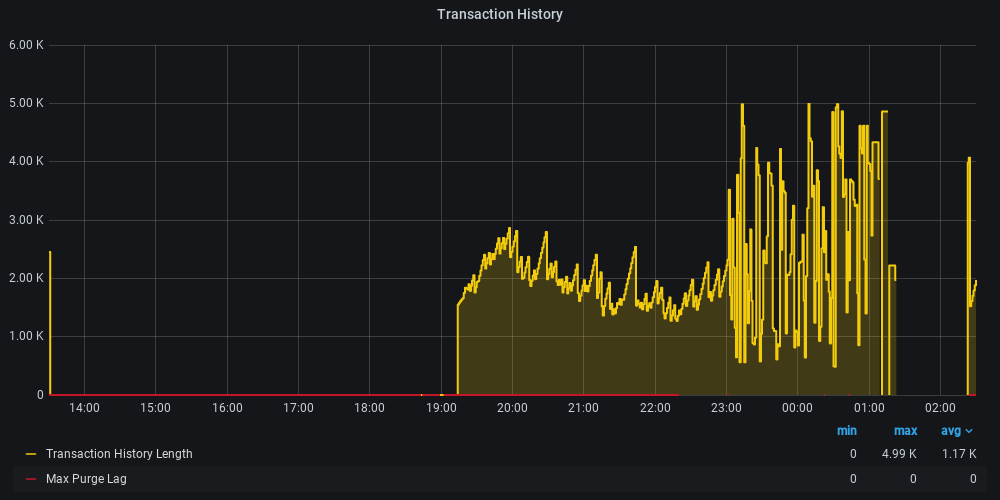 Transaction History
6.00 K
5.00 K
4.00 K
3.00 K
2.00 K
1.00 K
0
14:00 15:00 16:00 17:00 18:00 19:00 20:00 21:00 22:00 23:00 00:00 01:00 02:00
min max avg
Transaction History Length 0 4.99 K 1.17 K
Max Purge Lag 0 0 0